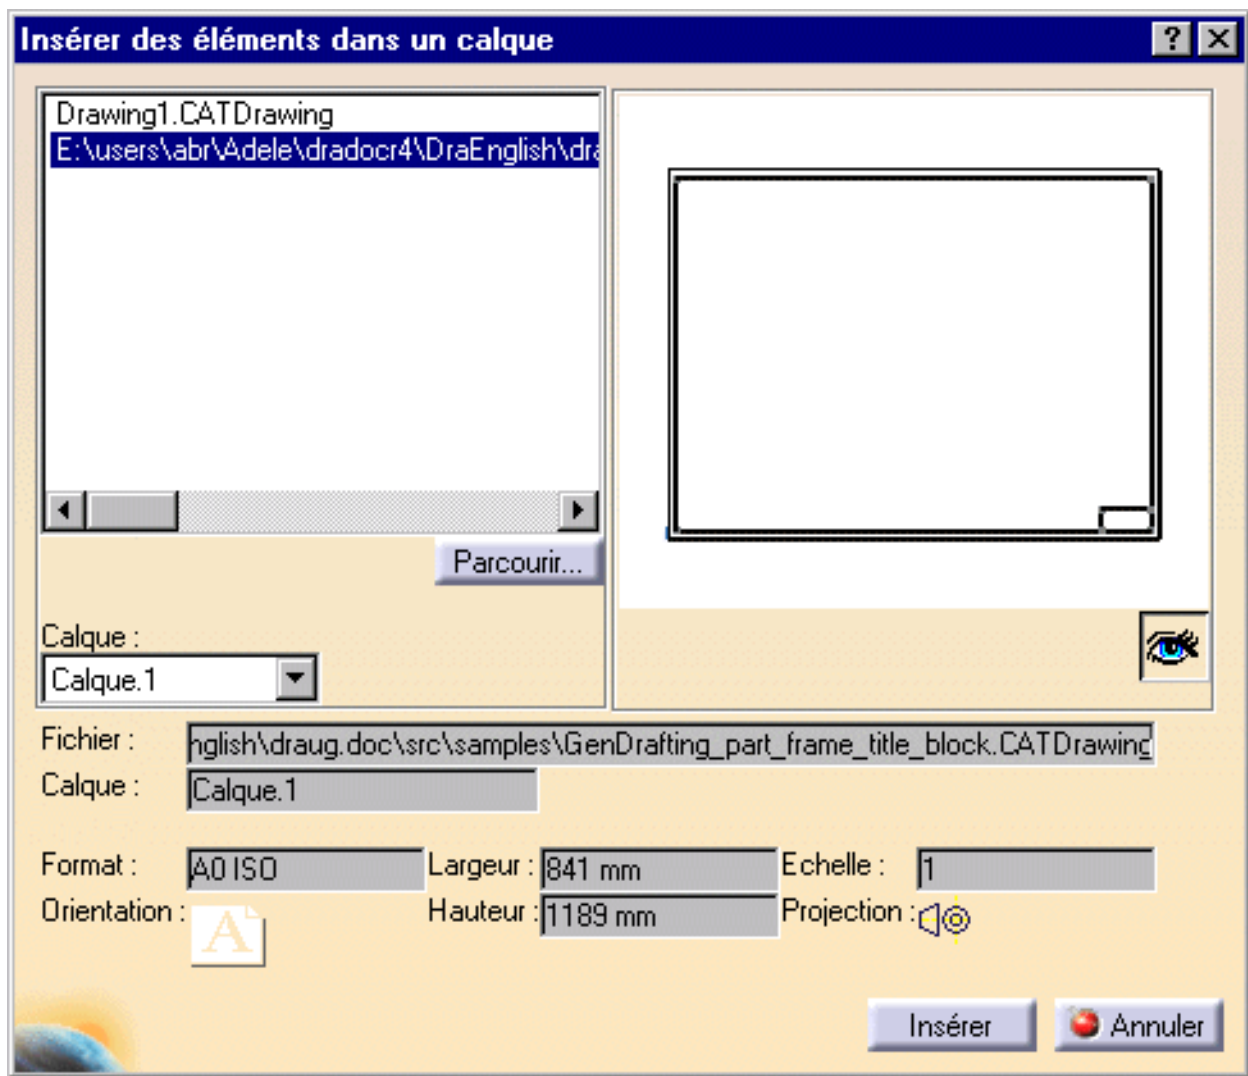 Insérer des éléments dans un calque
Drawing1.CATDrawing
E:\users\abr\Adele\dradocr4\DraEnglish\dra
Parcourir...
Calque :
Calque.1
Fichier : nglish\draug.doc\src\samples\GenDrafting_part_frame_title_block.CATDrawing
Calque : Calque.1
Format : A0 ISO Largeur : 841 mm Echelle : 1
Orientation : A Hauteur : 1189 mm Projection :
Insérer Annuler